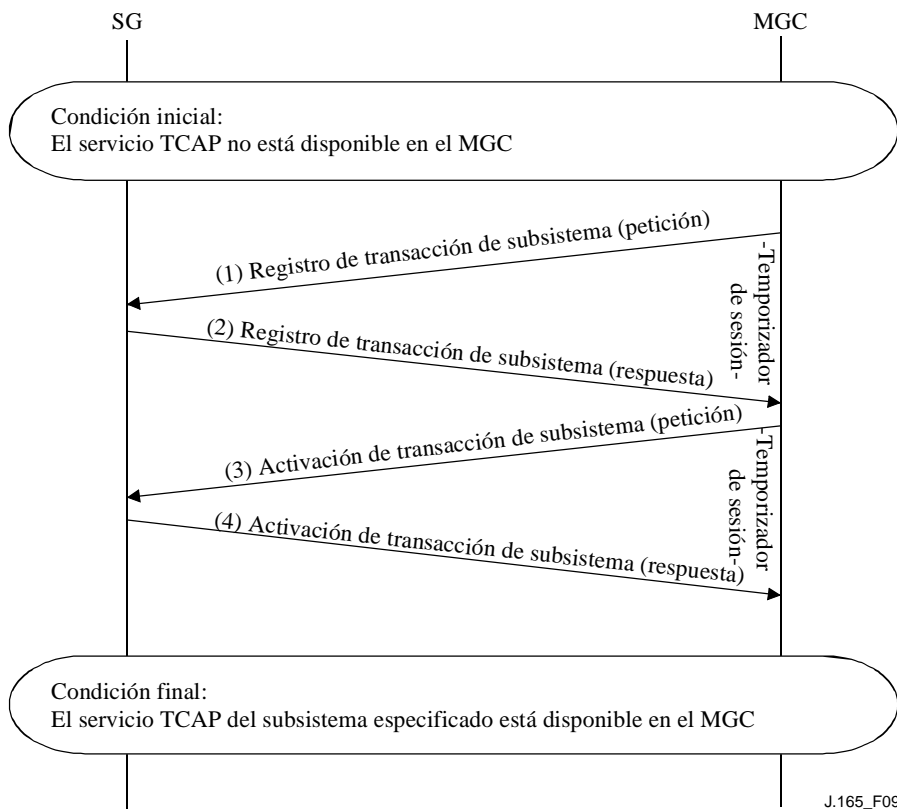 SG
MGC
Condición inicial:
El servicio TCAP no está disponible en el MGC
(1) Registro de transacción de subsistema (petición)
-Temporizador
de sesión-
(2) Registro de transacción de subsistema (respuesta)
(3) Activación de transacción de subsistema (petición)
-Temporizador
de sesión-
(4) Activación de transacción de subsistema (respuesta)
Condición final:
El servicio TCAP del subsistema especificado está disponible en el MGC
J.165_F09